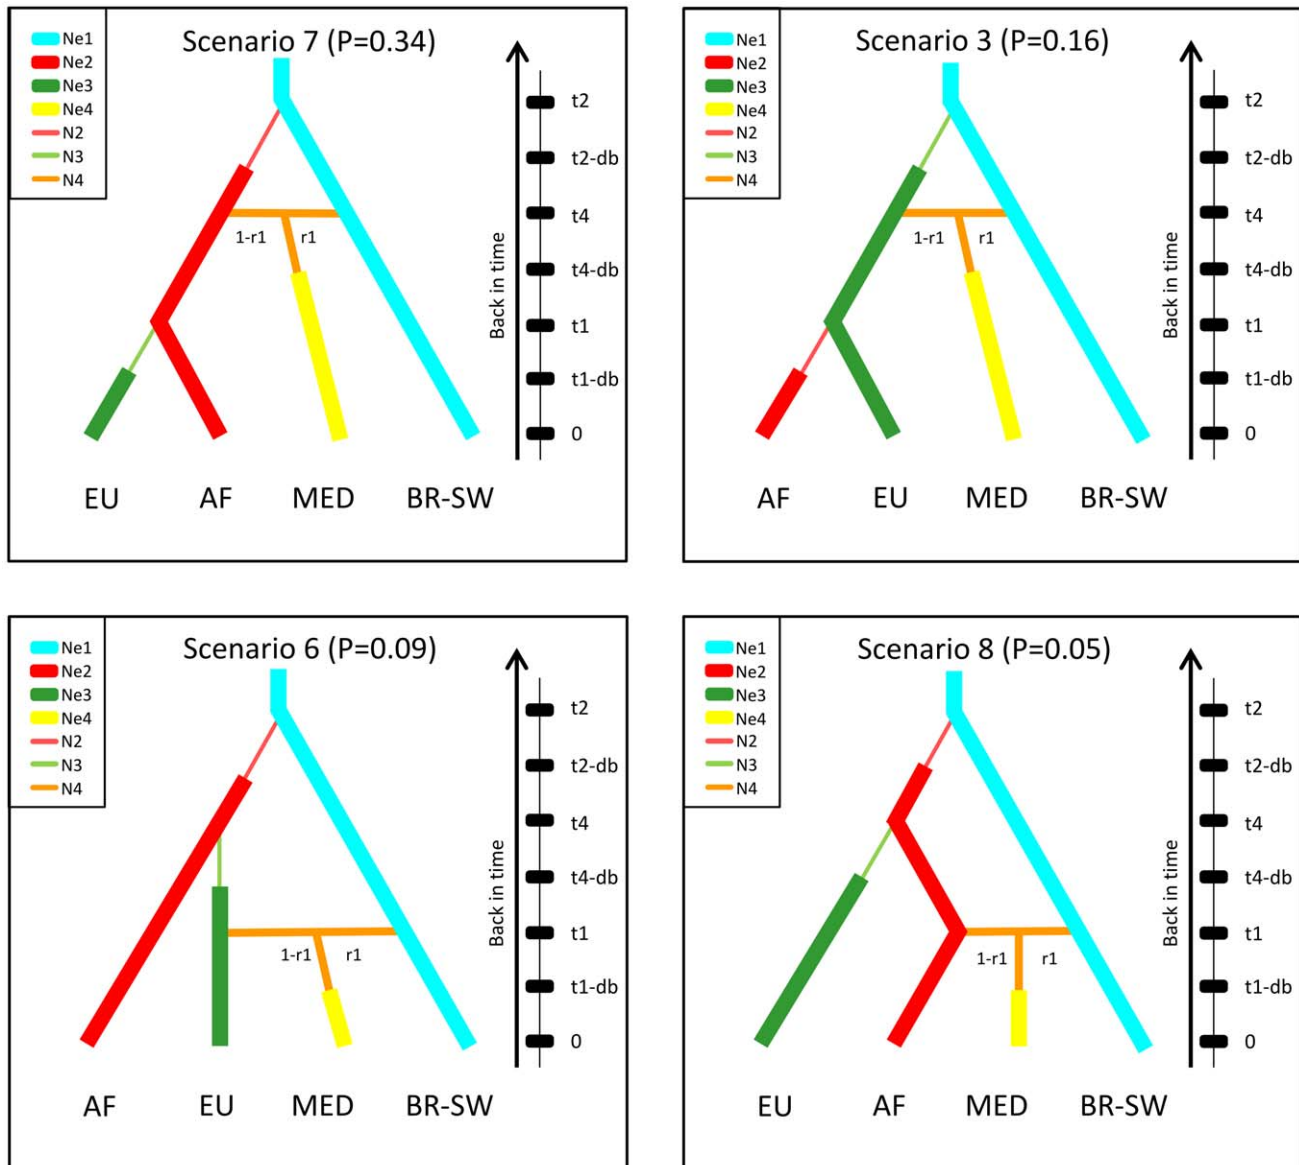 Scenario 7 (P=0.34)
Ne1
Ne2
Ne3
Ne4
N2
N3
N4
1-r1 r1
Back in time
t2
t2-db
t4
t4-db
t1
t1-db
0
EU AF MED BR-SW
Scenario 3 (P=0.16)
Ne1
Ne2
Ne3
Ne4
N2
N3
N4
1-r1 r1
Back in time
t2
t2-db
t4
t4-db
t1
t1-db
0
AF EU MED BR-SW
Scenario 6 (P=0.09)
Ne1
Ne2
Ne3
Ne4
N2
N3
N4
1-r1 r1
Back in time
t2
t2-db
t4
t4-db
t1
t1-db
0
AF EU MED BR-SW
Scenario 8 (P=0.05)
Ne1
Ne2
Ne3
Ne4
N2
N3
N4
1-r1 r1
Back in time
t2
t2-db
t4
t4-db
t1
t1-db
0
EU AF MED BR-SW